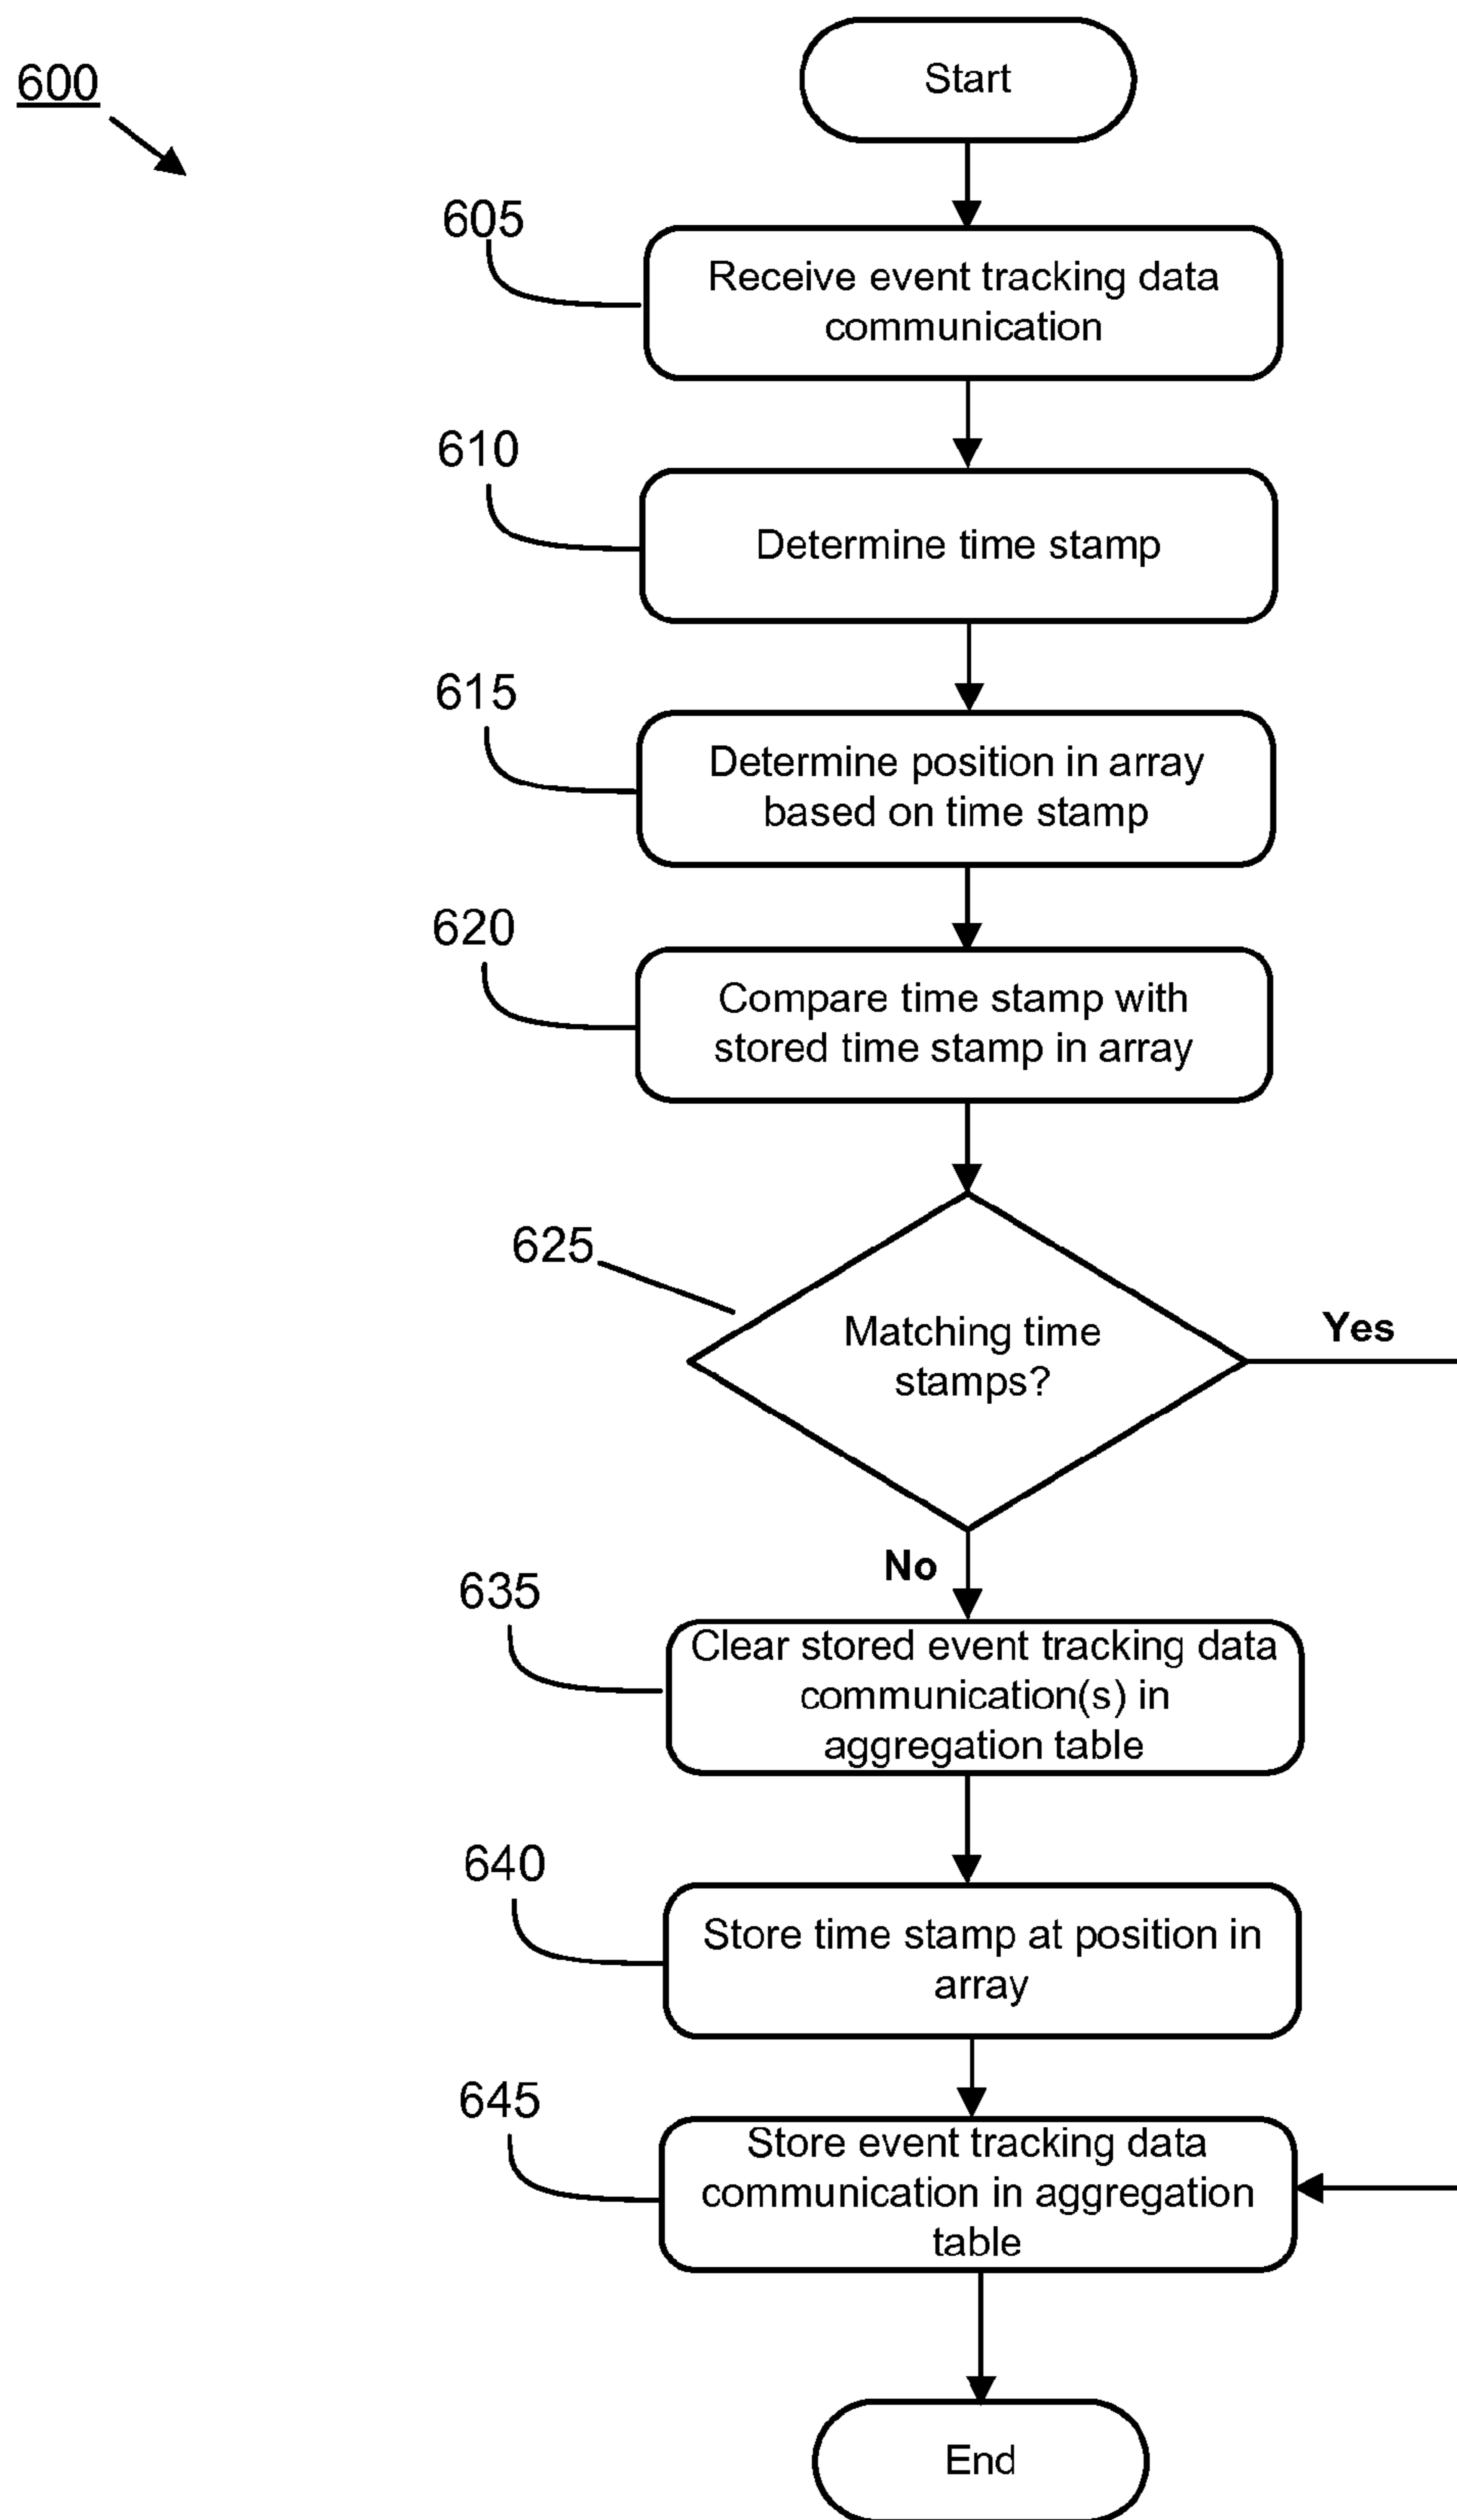 600
Start
605
Receive event tracking data
communication
610
Determine time stamp
615
Determine position in array
based on time stamp
620
Compare time stamp with
stored time stamp in array
625
Matching time
stamps?
Yes
No
635
Clear stored event tracking data
communication(s) in
aggregation table
640
Store time stamp at position in
array
645
Store event tracking data
communication in aggregation
table
End